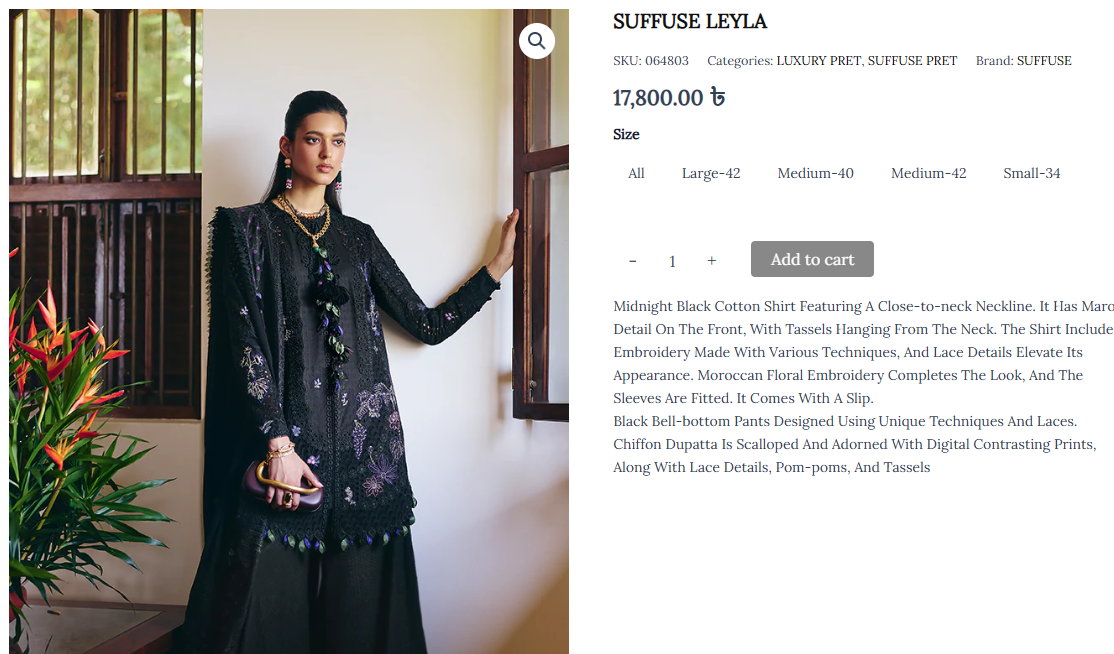 SUFFUSE LEYLA
SKU: 064803 Categories: LUXURY PRET, SUFFUSE PRET Brand: SUFFUSE
17,800.00 ৳
Size
All Large-42 Medium-40 Medium-42 Small-34
- 1 + Add to cart
Midnight Black Cotton Shirt Featuring A Close-to-neck Neckline. It Has Maro
Detail On The Front, With Tassels Hanging From The Neck. The Shirt Include
Embroidery Made With Various Techniques, And Lace Details Elevate Its
Appearance. Moroccan Floral Embroidery Completes The Look, And The
Sleeves Are Fitted. It Comes With A Slip.
Black Bell-bottom Pants Designed Using Unique Techniques And Laces.
Chiffon Dupatta Is Scalloped And Adorned With Digital Contrasting Prints,
Along With Lace Details, Pom-poms, And Tassels